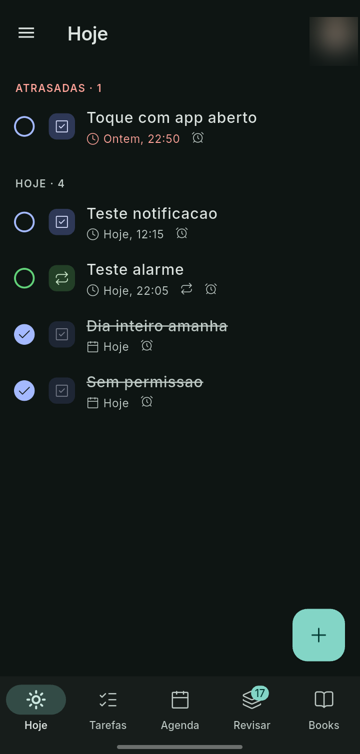 Hoje
ATRASADAS · 1
Toque com app aberto
Ontem, 22:50
HOJE · 4
Teste notificacao
Hoje, 12:15
Teste alarme
Hoje, 22:05
Dia inteiro amanha
Hoje
Sem permissao
Hoje
17
Hoje Tarefas Agenda Revisar Books